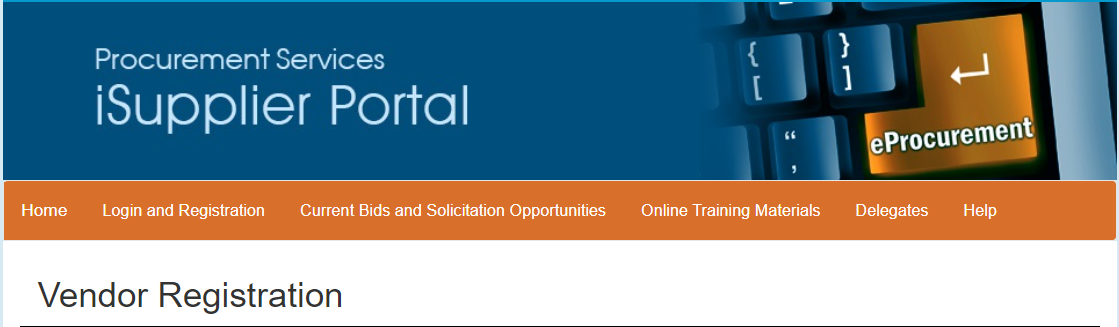 Procurement Services
iSupplier Portal
{
[
}
]
“
,
eProcurement
Home Login and Registration Current Bids and Solicitation Opportunities Online Training Materials Delegates Help
Vendor Registration